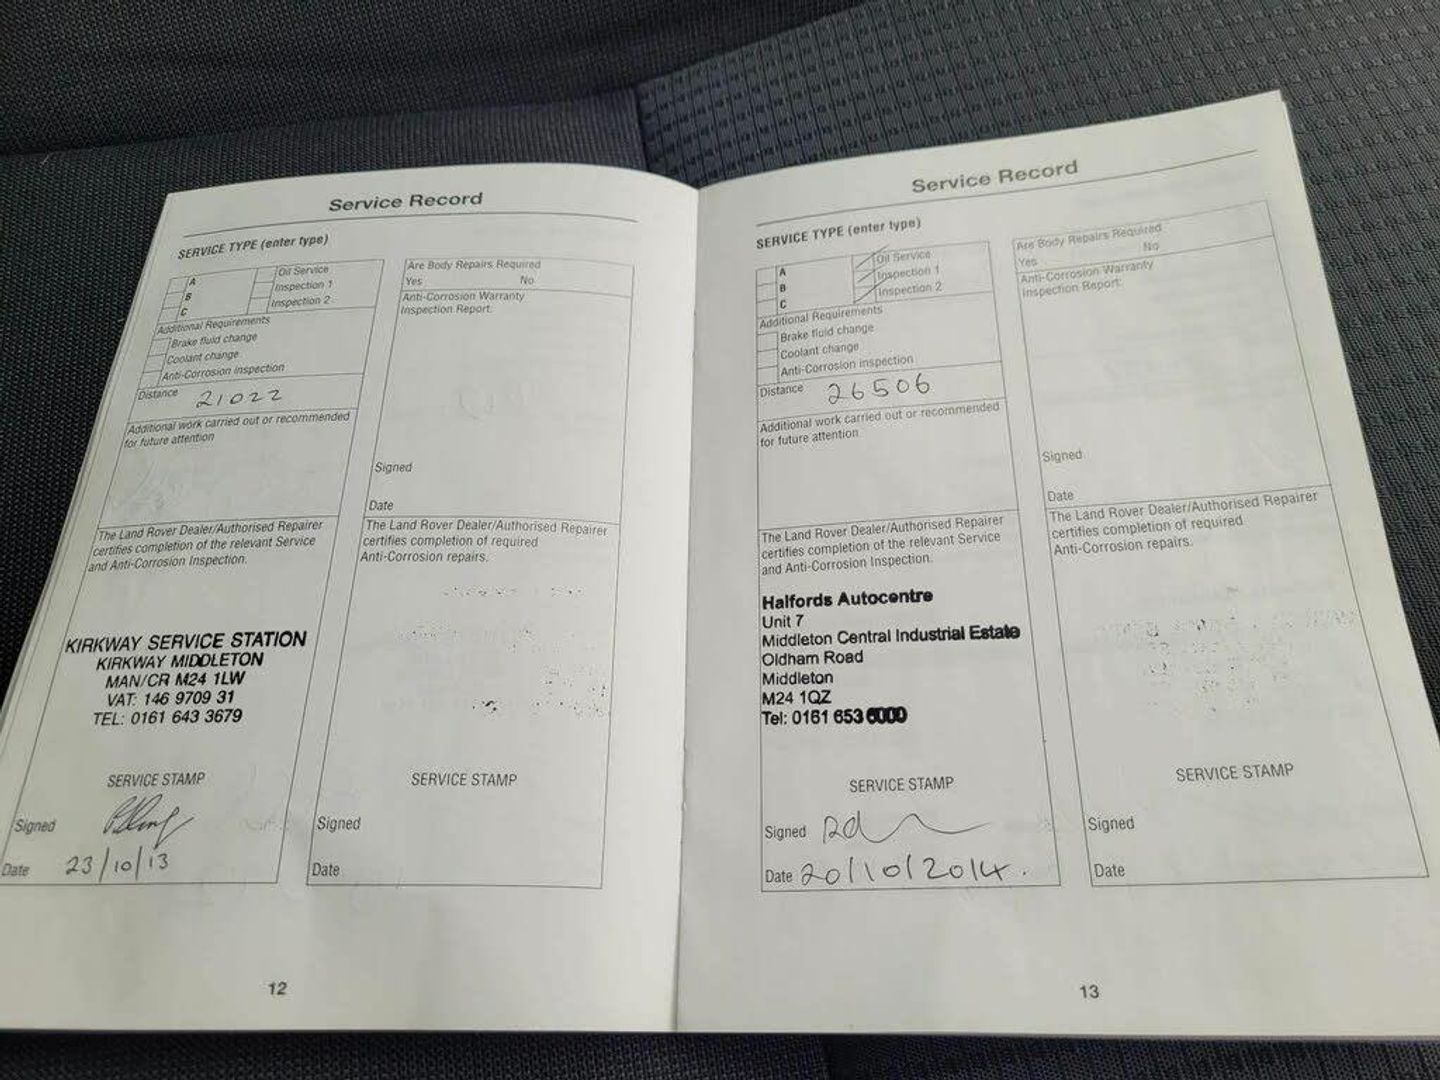 Service Record
SERVICE TYPE (enter type)
A
B
C
Oil Service
Inspection 1
Inspection 2
Additional Requirements
Brake fluid change
Coolant change
Anti-Corrosion inspection
Distance 21022
Additional work carried out or recommended
for future attention
The Land Rover Dealer/Authorised Repairer
certifies completion of the relevant Service
and Anti-Corrosion Inspection.
KIRKWAY SERVICE STATION
KIRKWAY MIDDLETON
MAN/CR M24 1LW
VAT: 146 9709 31
TEL: 0161 643 3679
SERVICE STAMP
Signed
Date 23/10/13
Are Body Repairs Required
Yes No
Anti-Corrosion Warranty
Inspection Report:
Signed
Date
The Land Rover Dealer/Authorised Repairer
certifies completion of required
Anti-Corrosion repairs.
SERVICE STAMP
Signed
Date
12
Service Record
SERVICE TYPE (enter type)
A
B
C
Oil Service
Inspection 1
Inspection 2
Additional Requirements
Brake fluid change
Coolant change
Anti-Corrosion inspection
Distance 26506
Additional work carried out or recommended
for future attention
The Land Rover Dealer/Authorised Repairer
certifies completion of the relevant Service
and Anti-Corrosion Inspection.
Halfords Autocentre
Unit 7
Middleton Central Industrial Estate
Oldham Road
Middleton
M24 1QZ
Tel: 0161 653 6000
SERVICE STAMP
Signed
Date 20/10/2014.
Are Body Repairs Required
Yes No
Anti-Corrosion Warranty
Inspection Report:
Signed
Date
The Land Rover Dealer/Authorised Repairer
certifies completion of required
Anti-Corrosion repairs.
SERVICE STAMP
Signed
Date
13